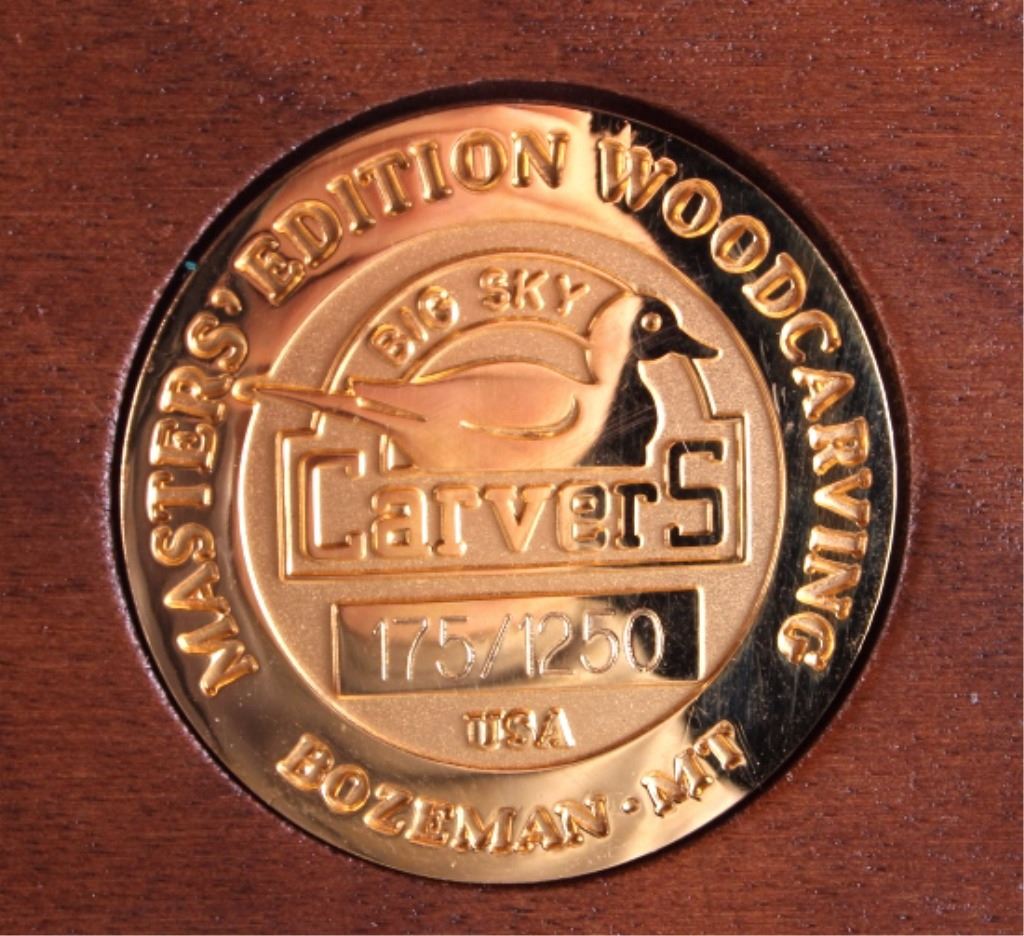 MASTERS' EDITION WOODCARVING
BIG SKY
CarverS
175/1250
USA
BOZEMAN · MT